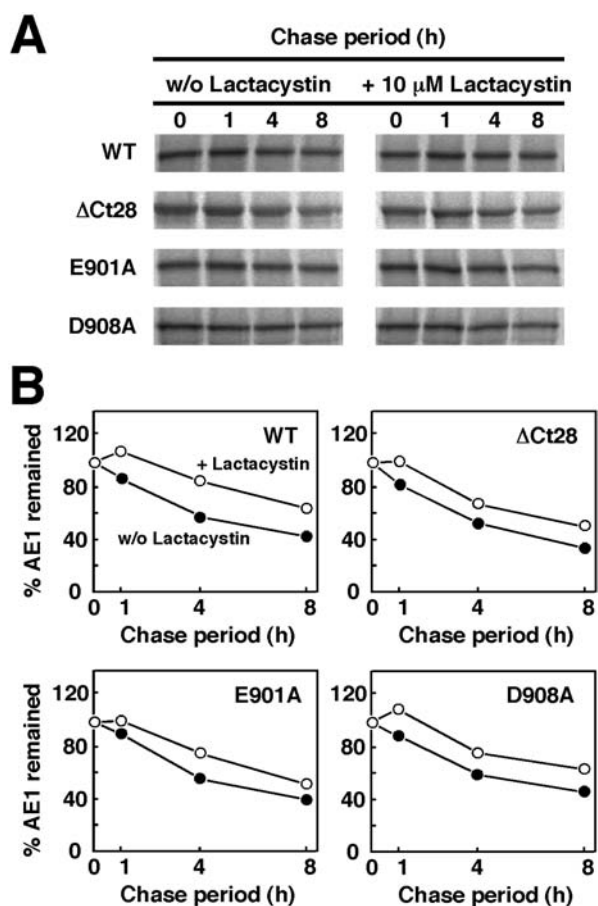 A
Chase period (h)
w/o Lactacystin + 10 μM Lactacystin
0 1 4 8 0 1 4 8
WT
ΔCt28
E901A
D908A
B
% AE1 remained
120
80
40
0
WT
+ Lactacystin
w/o Lactacystin
0 1 4 8
Chase period (h)
120
80
40
0
ΔCt28
0 1 4 8
Chase period (h)
% AE1 remained
120
80
40
0
E901A
0 1 4 8
Chase period (h)
120
80
40
0
D908A
0 1 4 8
Chase period (h)